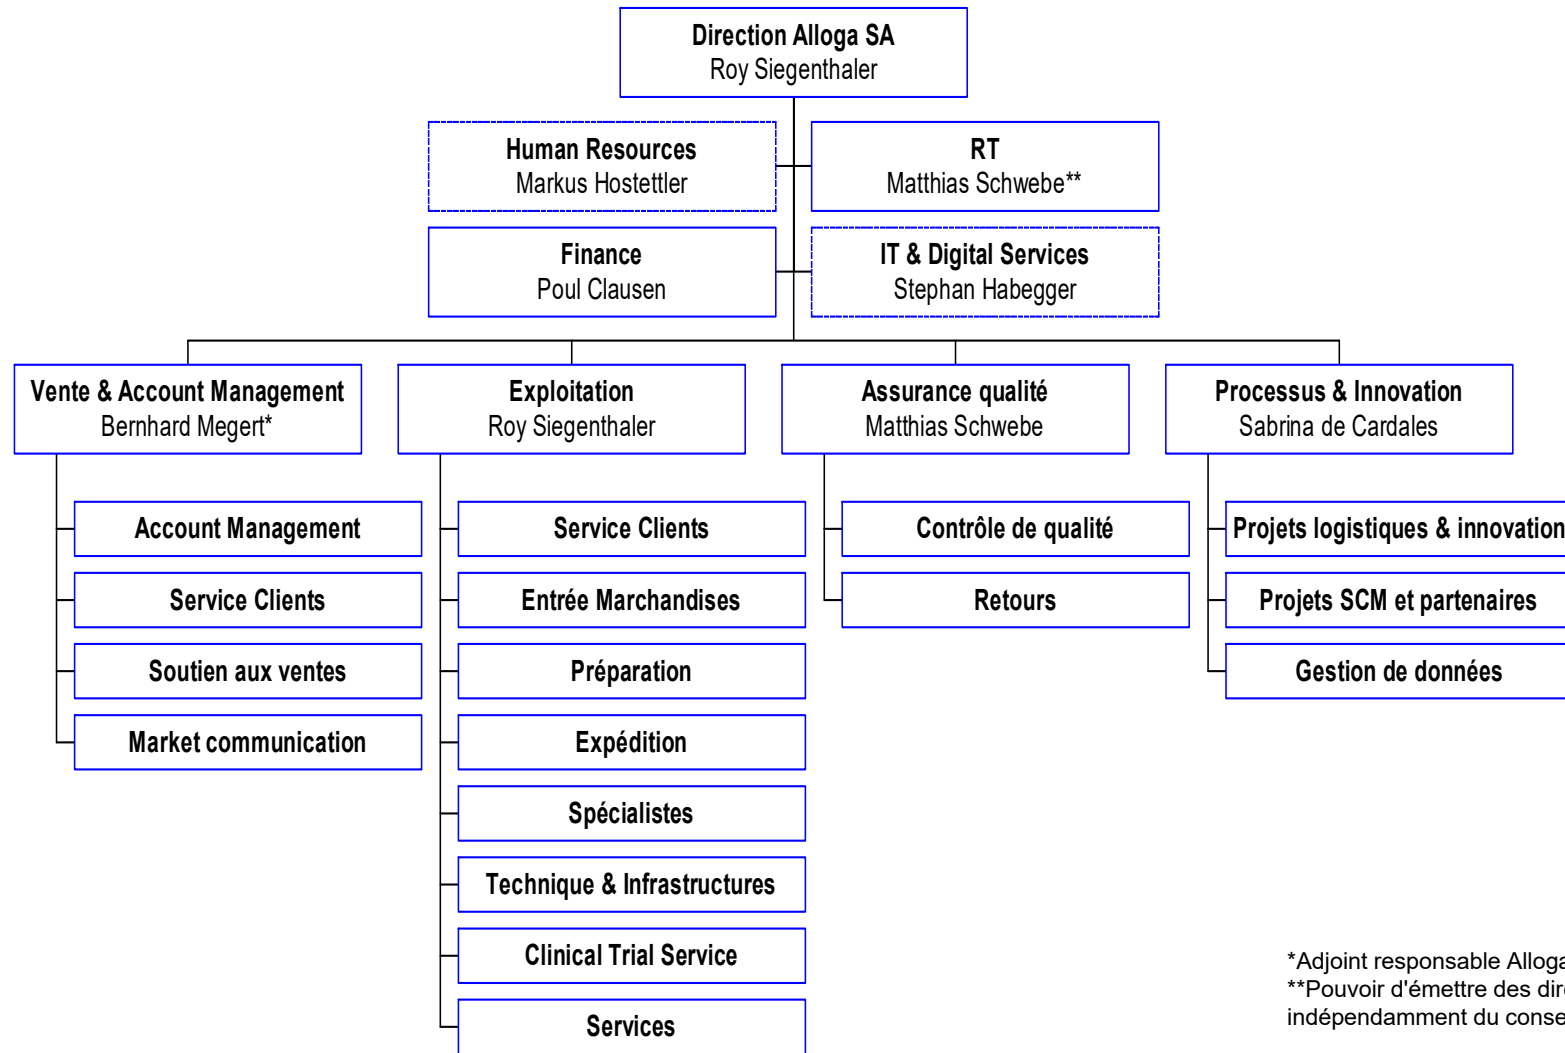 Direction Alloga SA
Roy Siegenthaler
Human Resources
Markus Hostettler
RT
Matthias Schwebe**
Finance
Poul Clausen
IT & Digital Services
Stephan Habegger
Vente & Account Management
Bernhard Megert*
Exploitation
Roy Siegenthaler
Assurance qualité
Matthias Schwebe
Processus & Innovation
Sabrina de Cardales
Account Management
Service Clients
Soutien aux ventes
Market communication
Service Clients
Entrée Marchandises
Préparation
Expédition
Spécialistes
Technique & Infrastructures
Clinical Trial Service
Services
Contrôle de qualité
Retours
Projets logistiques & innovation
Projets SCM et partenaires
Gestion de données
*Adjoint responsable Alloga
**Pouvoir d'émettre des
indépendamment du